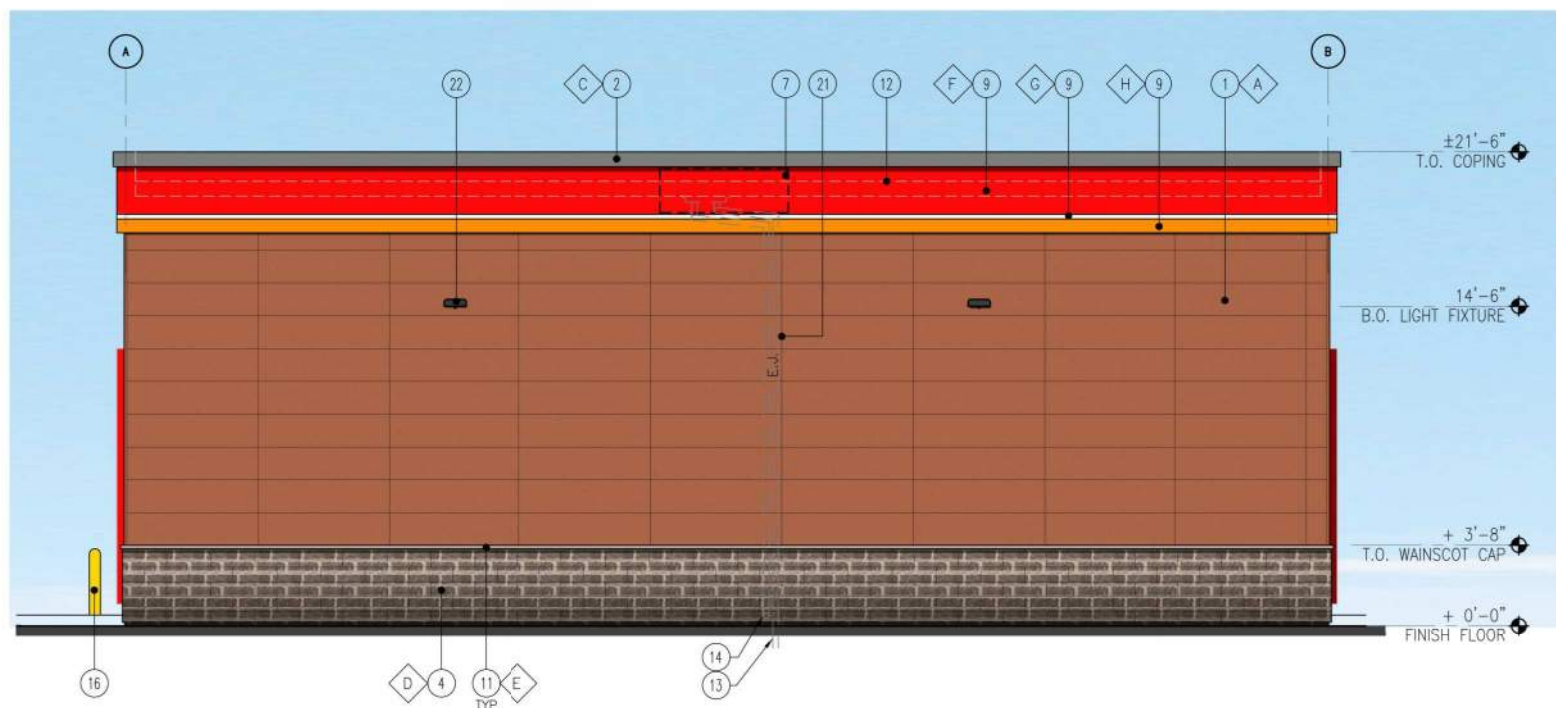 A
B
22
C 2
7
21
12
F 9
G 9
H 9
1 A
±21'-6"
T.O. COPING
14'-6"
B.O. LIGHT FIXTURE
E.J.
+ 3'-8"
T.O. WAINSCOT CAP
+ 0'-0"
FINISH FLOOR
16
D 4
11 E
TYP
14
13